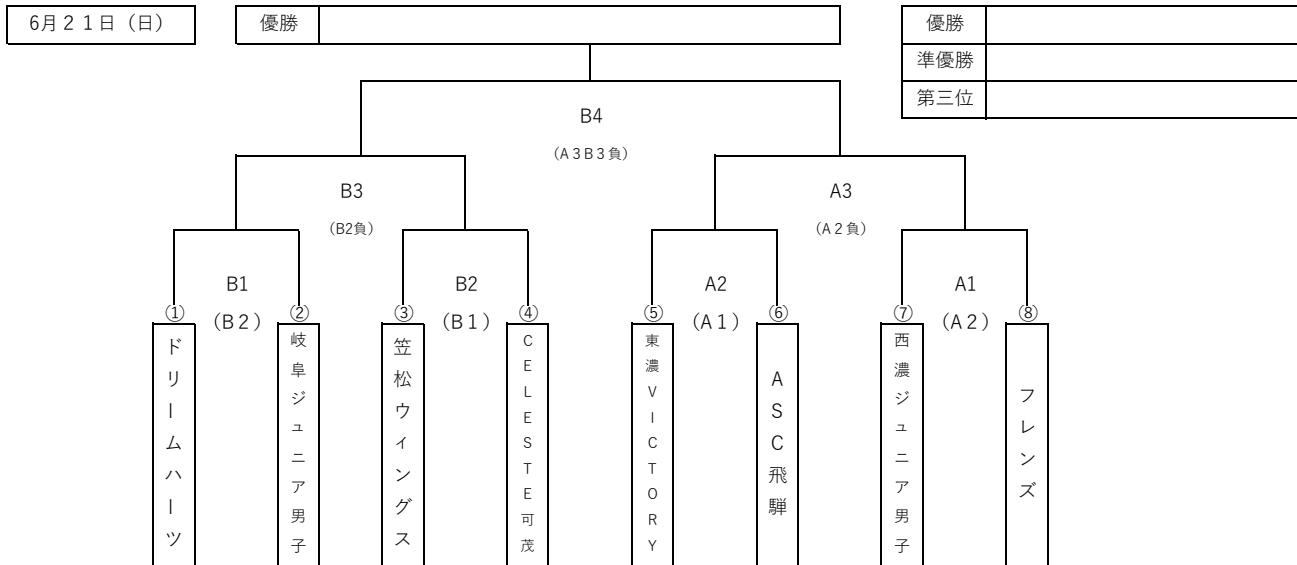 6月２１日（日）
優勝
優勝
準優勝
第三位
B4
（A３B３負）
B3
（B2負）
A3
（A２負）
B1
（B２）
B2
（B１）
A2
（A１）
A1
（A２）
①
②
③
④
⑤
⑥
⑦
⑧
ドリームハーツ
岐阜ジュニア男子
笠松ウィングス
CELESTE可茂
東濃VICTORY
ASC飛騨
西濃ジュニア男子
フレンズ